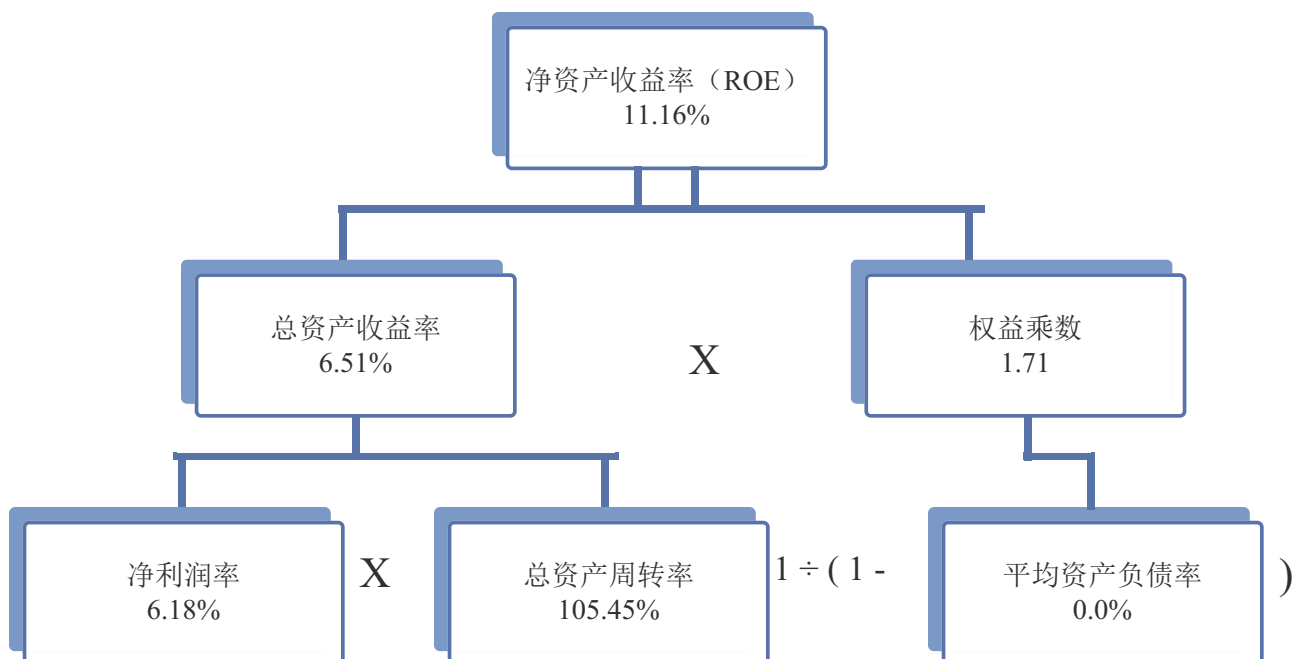 净资产收益率（ROE）
11.16%
总资产收益率
6.51%
X
权益乘数
1.71
净利润率
6.18%
X
总资产周转率
105.45%
1 ÷ ( 1 -
平均资产负债率
0.0%
)